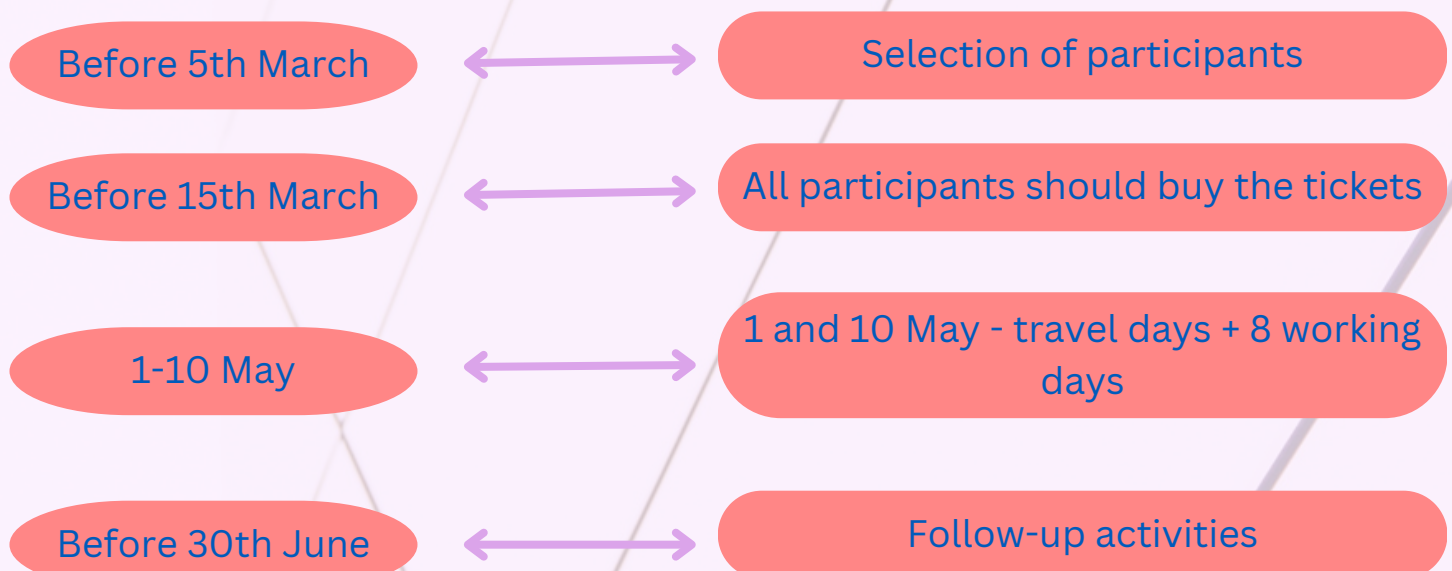 Before 5th March
Selection of participants
Before 15th March
All participants should buy the tickets
1-10 May
1 and 10 May - travel days + 8 working
days
Before 30th June
Follow-up activities